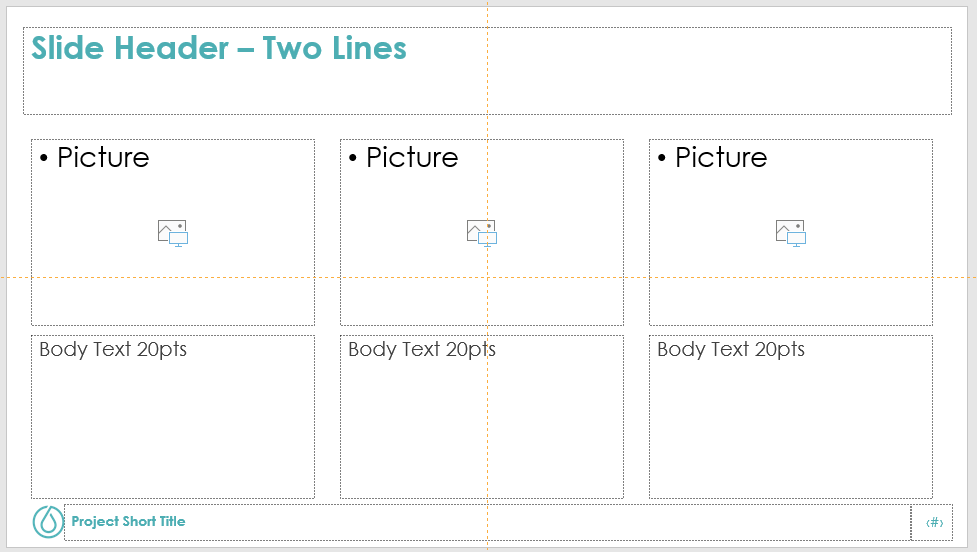 Slide Header – Two Lines
• Picture
• Picture
• Picture
Body Text 20pts
Body Text 20pts
Body Text 20pts
Project Short Title
‹#›